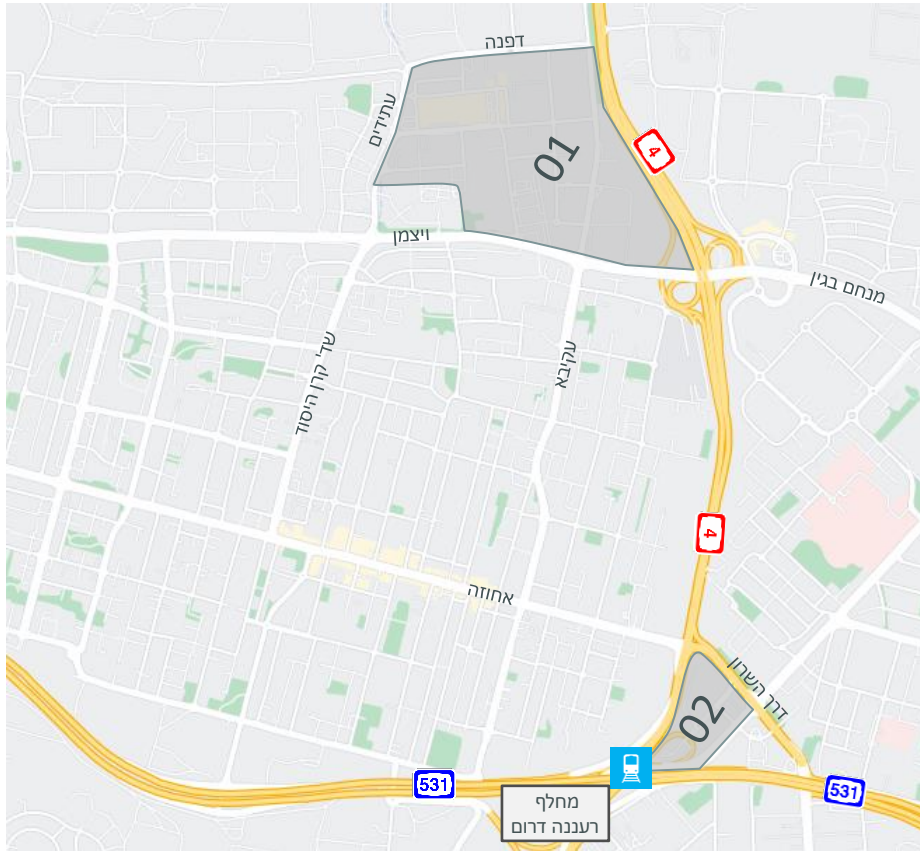 דפנה
עתידים
01
4
ויצמן
מנחם בגין
שד' קרן היסוד
עקיבא
4
אחוזה
דרך השרון
02
531
531
מחלף
רעננה דרום